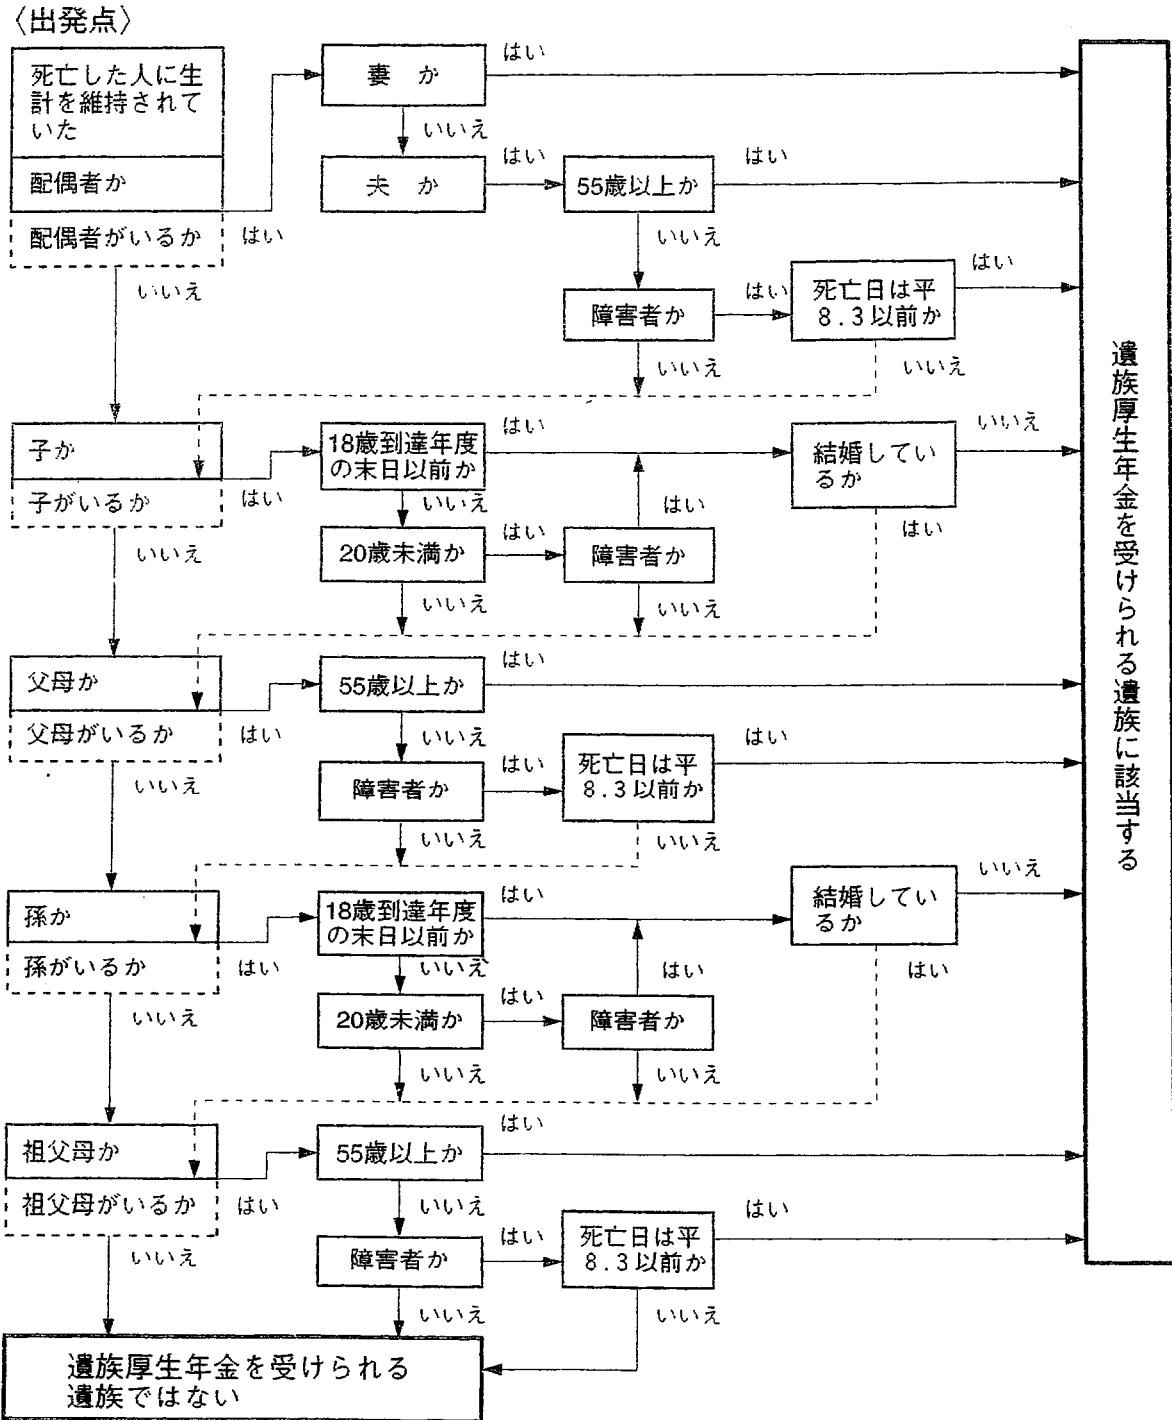 〈出発点〉
死亡した人に生
計を維持されて
いた
配偶者か
配偶者がいるか
はい
いいえ
妻 か
はい
いいえ
夫 か
はい
55歳以上か
はい
いいえ
障害者か
はい
死亡日は平
8.3以前か
はい
いいえ
いいえ
子か
子がいるか
はい
いいえ
18歳到達年度
の末日以前か
はい
いいえ
20歳未満か
はい
いいえ
障害者か
はい
いいえ
結婚してい
るか
いいえ
はい
父母か
父母がいるか
はい
いいえ
55歳以上か
はい
いいえ
障害者か
はい
いいえ
死亡日は平
8.3以前か
はい
いいえ
孫か
孫がいるか
はい
いいえ
18歳到達年度
の末日以前か
はい
いいえ
20歳未満か
はい
いいえ
障害者か
はい
いいえ
結婚してい
るか
いいえ
はい
祖父母か
祖父母がいるか
はい
いいえ
55歳以上か
はい
いいえ
障害者か
はい
いいえ
死亡日は平
8.3以前か
はい
いいえ
遺族厚生年金を受けられる
遺族ではない
遺族厚生年金を受けられる遺族に該当する